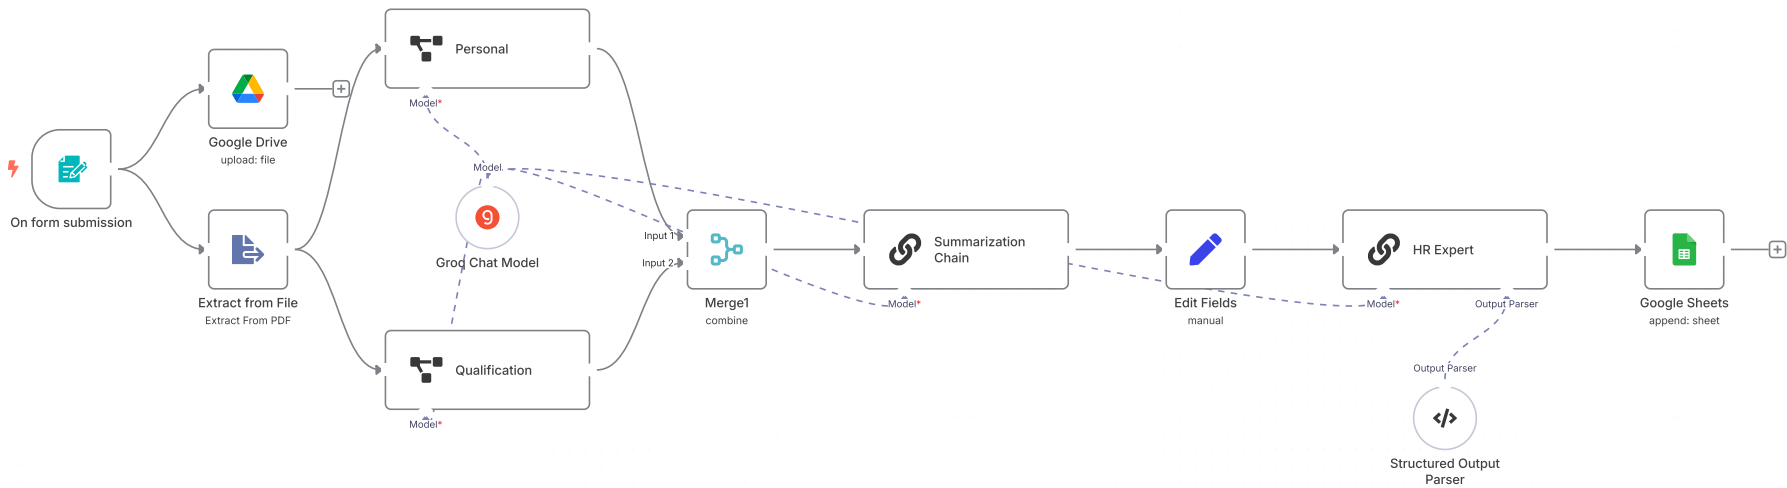 Personal
Model*
Google Drive
upload: file
On form submission
Extract from File
Extract From PDF
Model
Groq Chat Model
Qualification
Model*
Input 1
Input 2
Merge1
combine
Summarization
Chain
Model*
Edit Fields
manual
HR Expert
Model*
Output Parser
Output Parser
Structured Output
Parser
Google Sheets
append: sheet